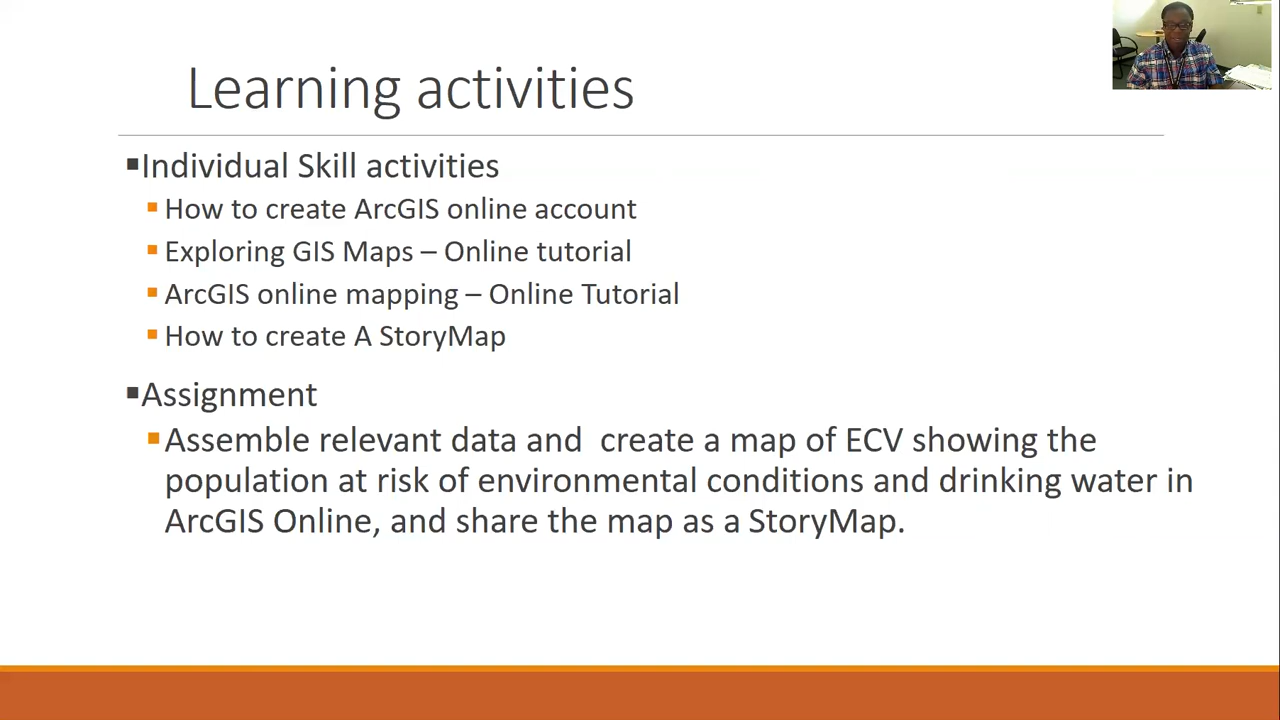 Learning activities
Individual Skill activities
How to create ArcGIS online account
Exploring GIS Maps – Online tutorial
ArcGIS online mapping – Online Tutorial
How to create A StoryMap
Assignment
Assemble relevant data and  create a map of ECV showing the
population at risk of environmental conditions and drinking water in
ArcGIS Online, and share the map as a StoryMap.